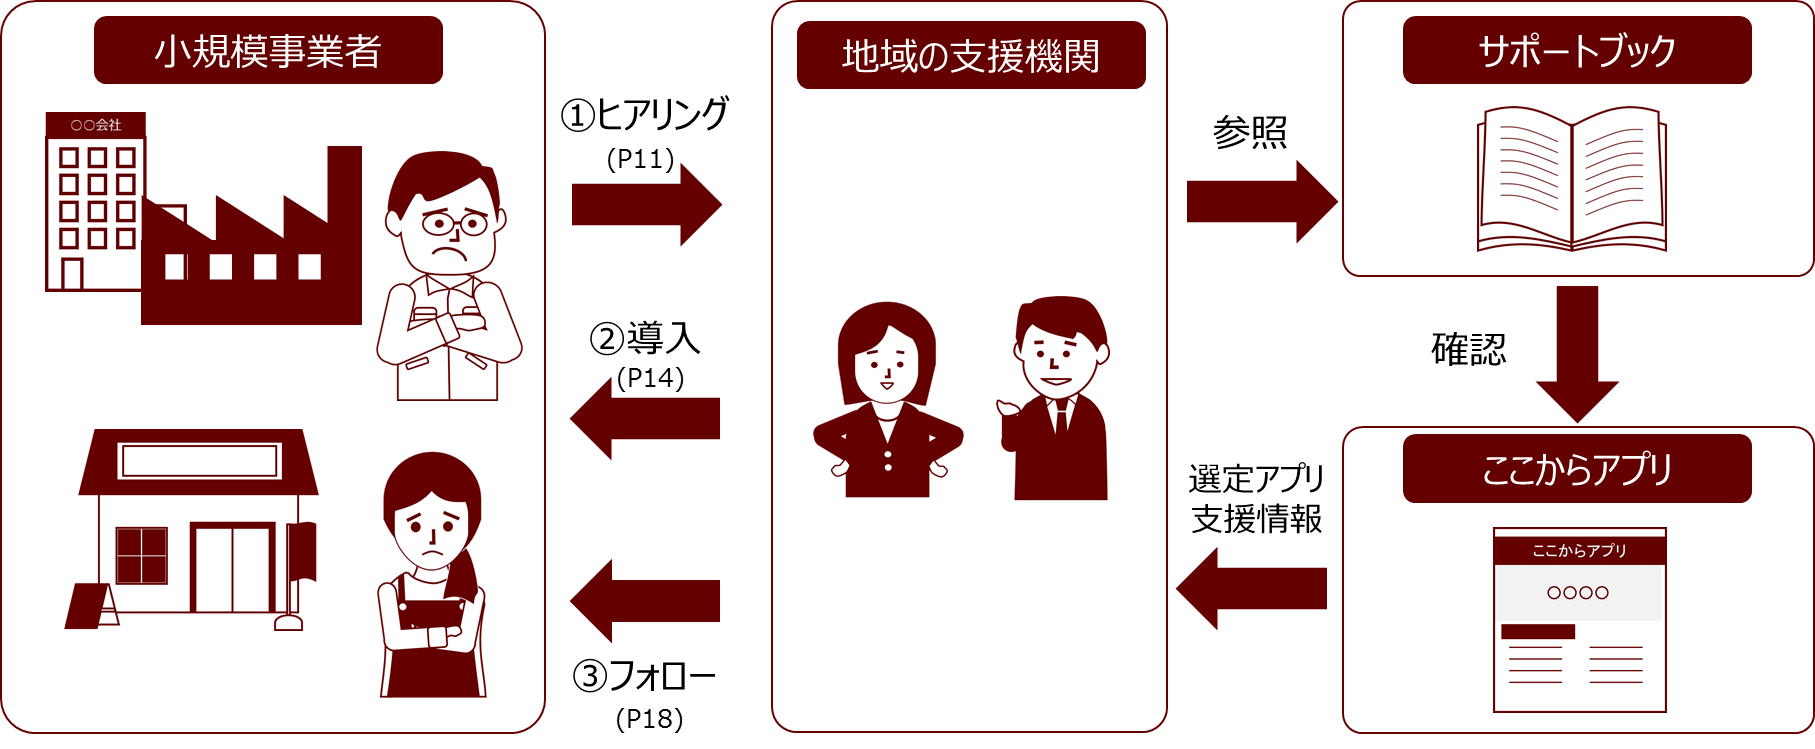 小規模事業者
○○会社
①ヒアリング
(P11)
②導入
(P14)
③フォロー
(P18)
地域の支援機関
参照
サポートブック
確認
選定アプリ
支援情報
ここからアプリ
ここからアプリ
○○○○